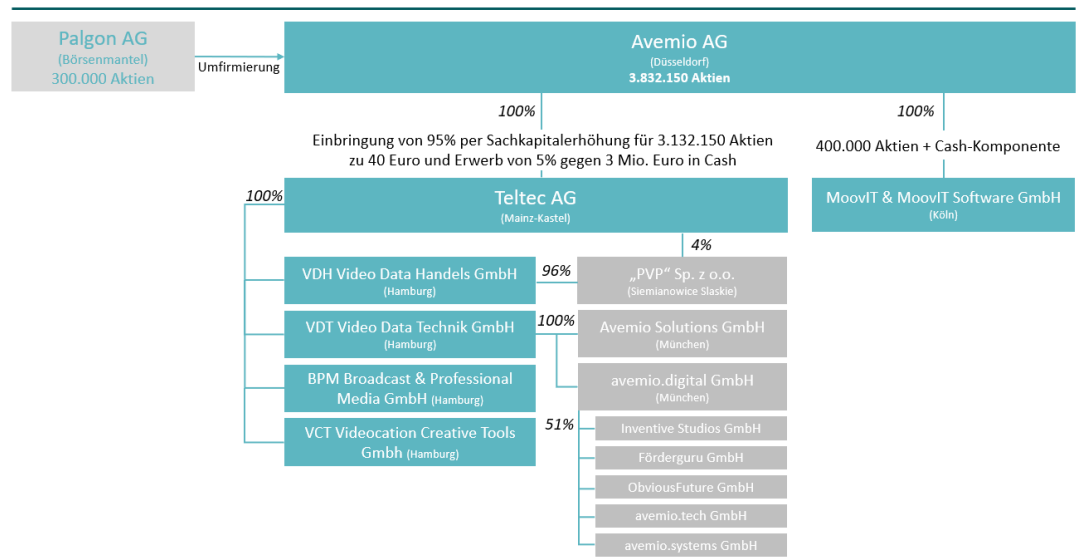 Palgon AG
(Börsenmantel)
300.000 Aktien
Umfirmierung
Avemio AG
(Düsseldorf)
3.832.150 Aktien
100%
100%
Einbringung von 95% per Sachkapitalerhöhung für 3.132.150 Aktien
zu 40 Euro und Erwerb von 5% gegen 3 Mio. Euro in Cash
400.000 Aktien + Cash-Komponente
100%
Teltec AG
(Mainz-Kastel)
MoovIT & MoovIT Software GmbH
(Köln)
4%
VDH Video Data Handels GmbH
(Hamburg)
96%
„PVP“ Sp. z o.o.
(Siemianowice Slaskie)
VDT Video Data Technik GmbH
(Hamburg)
100%
Avemio Solutions GmbH
(München)
BPM Broadcast & Professional
Media GmbH (Hamburg)
avemio.digital GmbH
(München)
VCT Videocation Creative Tools
Gmbh (Hamburg)
51%
Inventive Studios GmbH
Förderguru GmbH
ObviousFuture GmbH
avemio.tech GmbH
avemio.systems GmbH